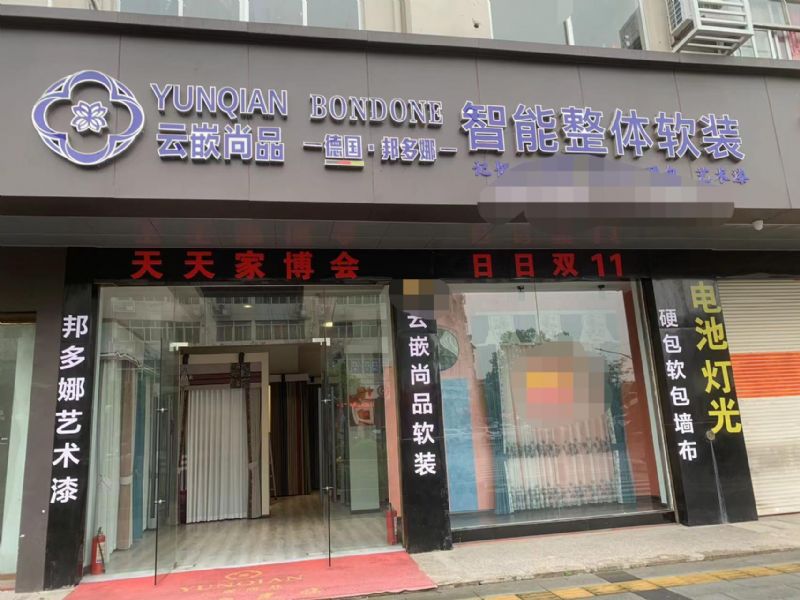 YUNQIAN
云嵌尚品
BONDONE
德国·邦多娜
智能整体软装
艺术漆
天天家博会
日日双11
邦多娜艺术漆
云嵌尚品软装
硬包软包墙布
电池灯光
YUNQIAN